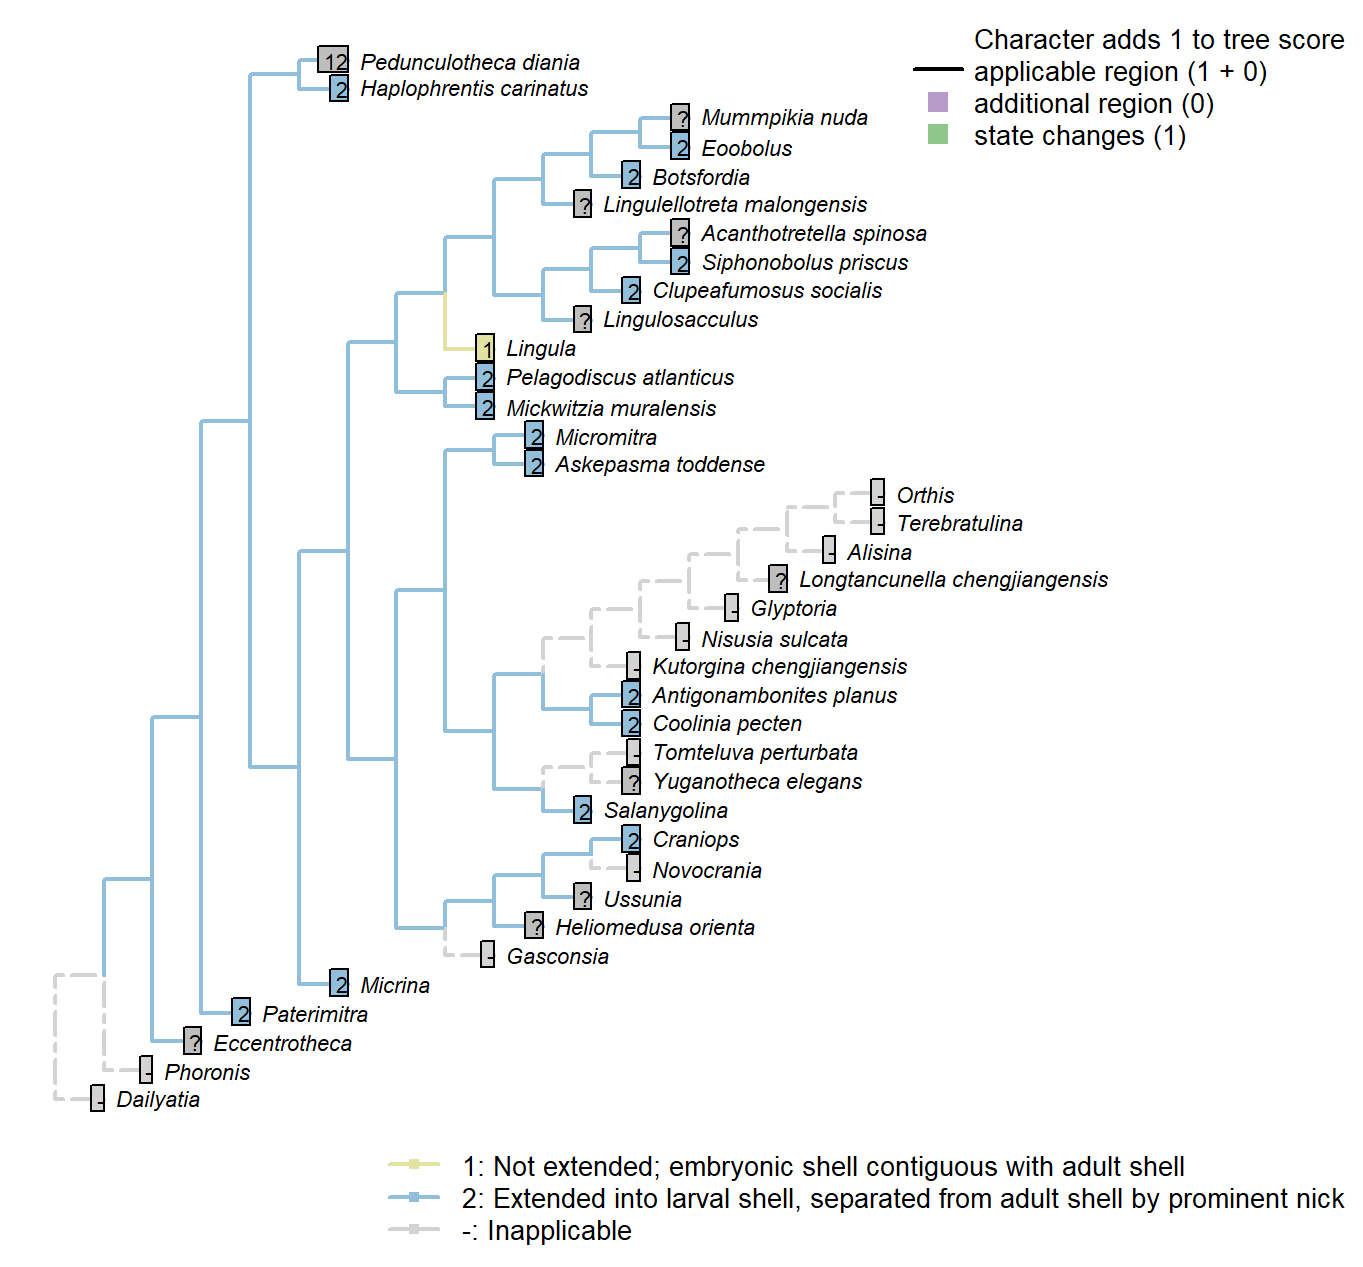 Character adds 1 to tree score
applicable region (1 + 0)
additional region (0)
state changes (1)
12 Pedunculotheca diania
2 Haplophrentis carinatus
? Mummpikia nuda
2 Eoobolus
2 Botsfordia
? Lingulellotreta malongensis
? Acanthotretella spinosa
2 Siphonobolus priscus
2 Clupeafumosus socialis
? Lingulosacculus
1 Lingula
2 Pelagodiscus atlanticus
2 Mickwitzia muralensis
2 Micromitra
2 Askepasma toddense
- Orthis
- Terebratulina
- Alisina
? Longtancunella chengjiangensis
- Glyptoria
- Nisusia sulcata
- Kutorgina chengjiangensis
2 Antigonambonites planus
2 Coolinia pecten
- Tomteluva perturbata
? Yuganotheca elegans
2 Salanygolina
2 Craniops
- Novocrania
? Ussunia
? Heliomedusa orienta
- Gasconsia
2 Micrina
2 Paterimitra
? Eccentrotheca
- Phoronis
- Dailyatia
1: Not extended; embryonic shell contiguous with adult shell
2: Extended into larval shell, separated from adult shell by prominent nick
-: Inapplicable